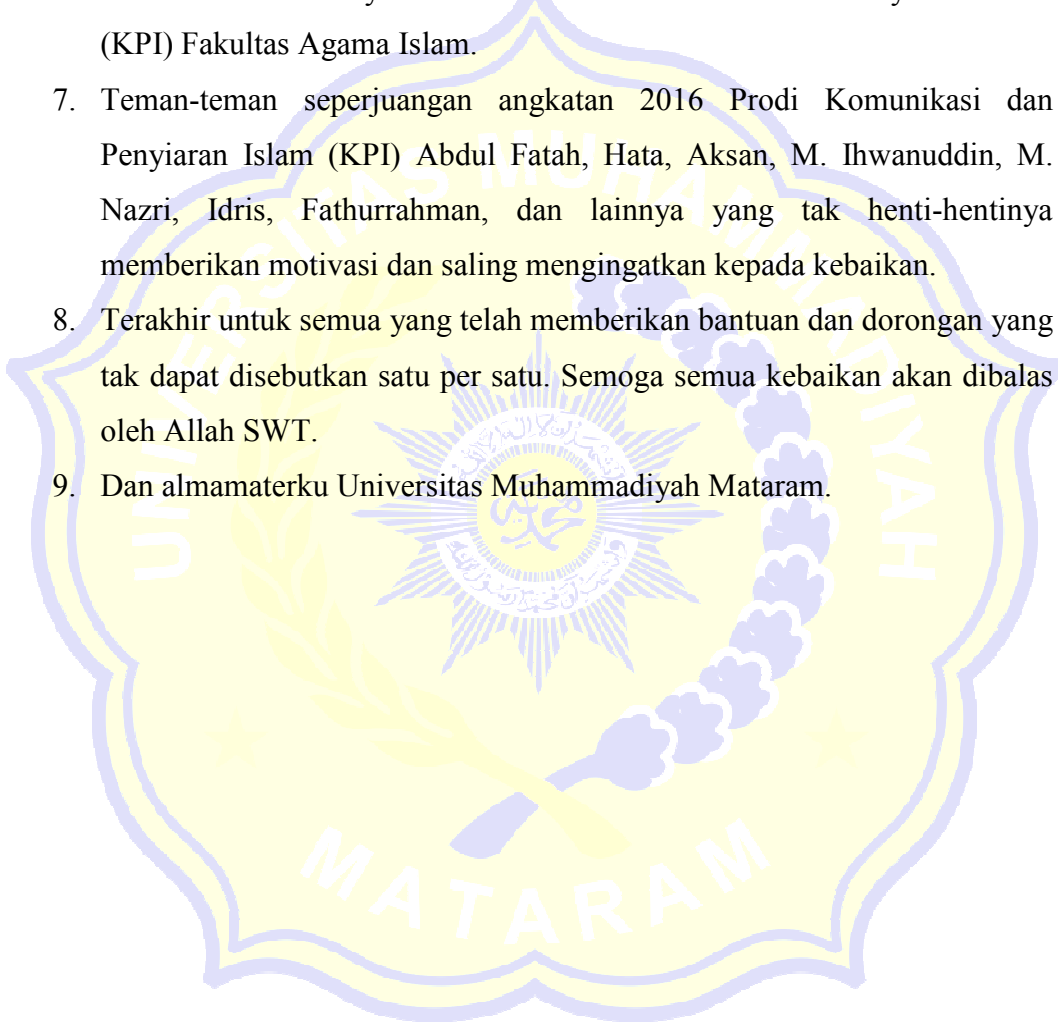 (KPI) Fakultas Agama Islam.
7. Teman-teman seperjuangan angkatan 2016 Prodi Komunikasi dan
Penyiaran Islam (KPI) Abdul Fatah, Hata, Aksan, M. Ihwanuddin, M.
Nazri, Idris, Fathurrahman, dan lainnya yang tak henti-hentinya
memberikan motivasi dan saling mengingatkan kepada kebaikan.
8. Terakhir untuk semua yang telah memberikan bantuan dan dorongan yang
tak dapat disebutkan satu per satu. Semoga semua kebaikan akan dibalas
oleh Allah SWT.
9. Dan almamaterku Universitas Muhammadiyah Mataram.
UNIVERSITAS MUHAMMADIYAH
MATARAM